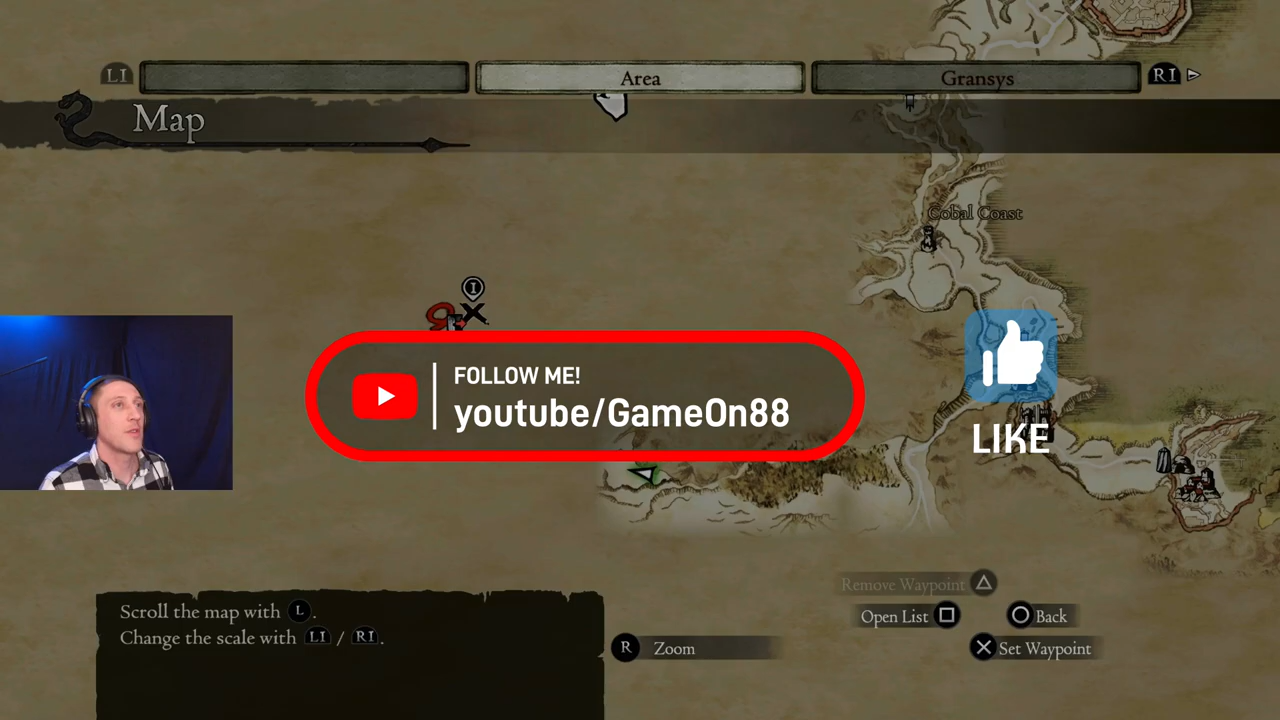 L1
Area
Gransys
R1
Map
Cobal Coast
I
FOLLOW ME!
youtube/GameOn88
LIKE
Remove Waypoint
Scroll the map with L.
Open List
Back
Change the scale with L1 / R1.
R Zoom
Set Waypoint